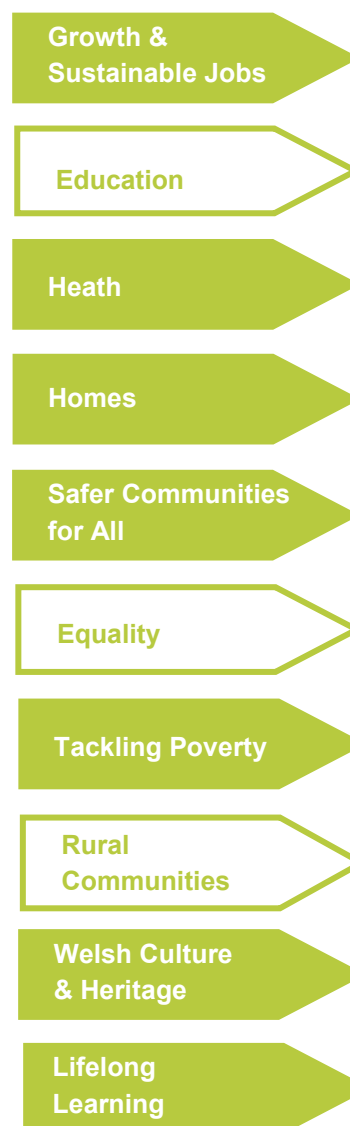 Growth &
Sustainable Jobs
Education
Heath
Homes
Safer Communities
for All
Equality
Tackling Poverty
Rural
Communities
Welsh Culture
& Heritage
Lifelong
Learning